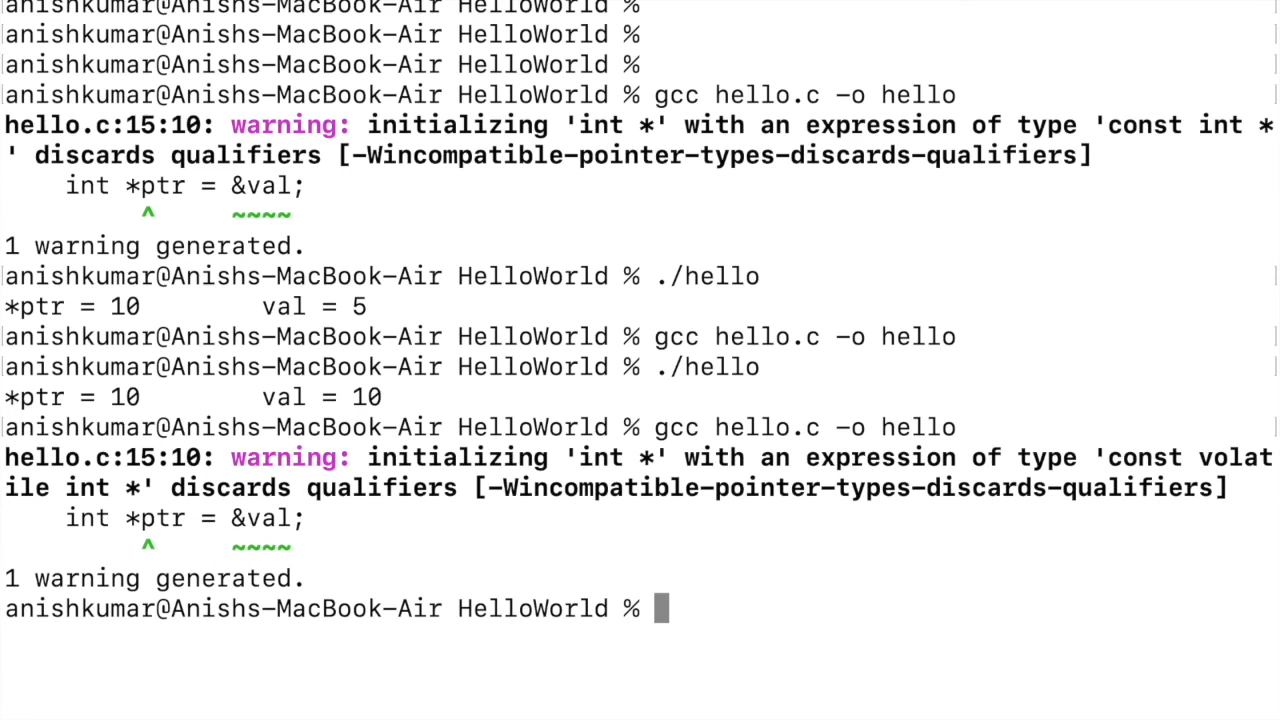 anishkumar@Anishs-MacBook-Air HelloWorld %
anishkumar@Anishs-MacBook-Air HelloWorld %
anishkumar@Anishs-MacBook-Air HelloWorld %
anishkumar@Anishs-MacBook-Air HelloWorld % gcc hello.c -o hello
hello.c:15:10: warning: initializing 'int *' with an expression of type 'const int *
' discards qualifiers [-Wincompatible-pointer-types-discards-qualifiers]
    int *ptr = &val;
         ^     ~~~~
1 warning generated.
anishkumar@Anishs-MacBook-Air HelloWorld % ./hello
*ptr = 10        val = 5
anishkumar@Anishs-MacBook-Air HelloWorld % gcc hello.c -o hello
anishkumar@Anishs-MacBook-Air HelloWorld % ./hello
*ptr = 10        val = 10
anishkumar@Anishs-MacBook-Air HelloWorld % gcc hello.c -o hello
hello.c:15:10: warning: initializing 'int *' with an expression of type 'const volat
ile int *' discards qualifiers [-Wincompatible-pointer-types-discards-qualifiers]
    int *ptr = &val;
         ^     ~~~~
1 warning generated.
anishkumar@Anishs-MacBook-Air HelloWorld %